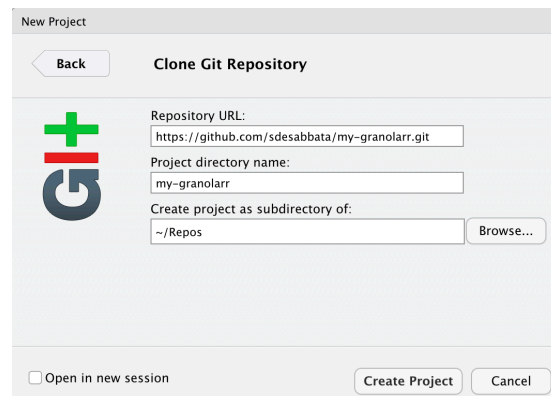 New Project
Back
Clone Git Repository
GIt
Repository URL:
https://github.com/sdesabbata/my-granolarr.git
Project directory name:
my-granolarr
Create project as subdirectory of:
~/Repos
Browse...
Open in new session
Create Project
Cancel